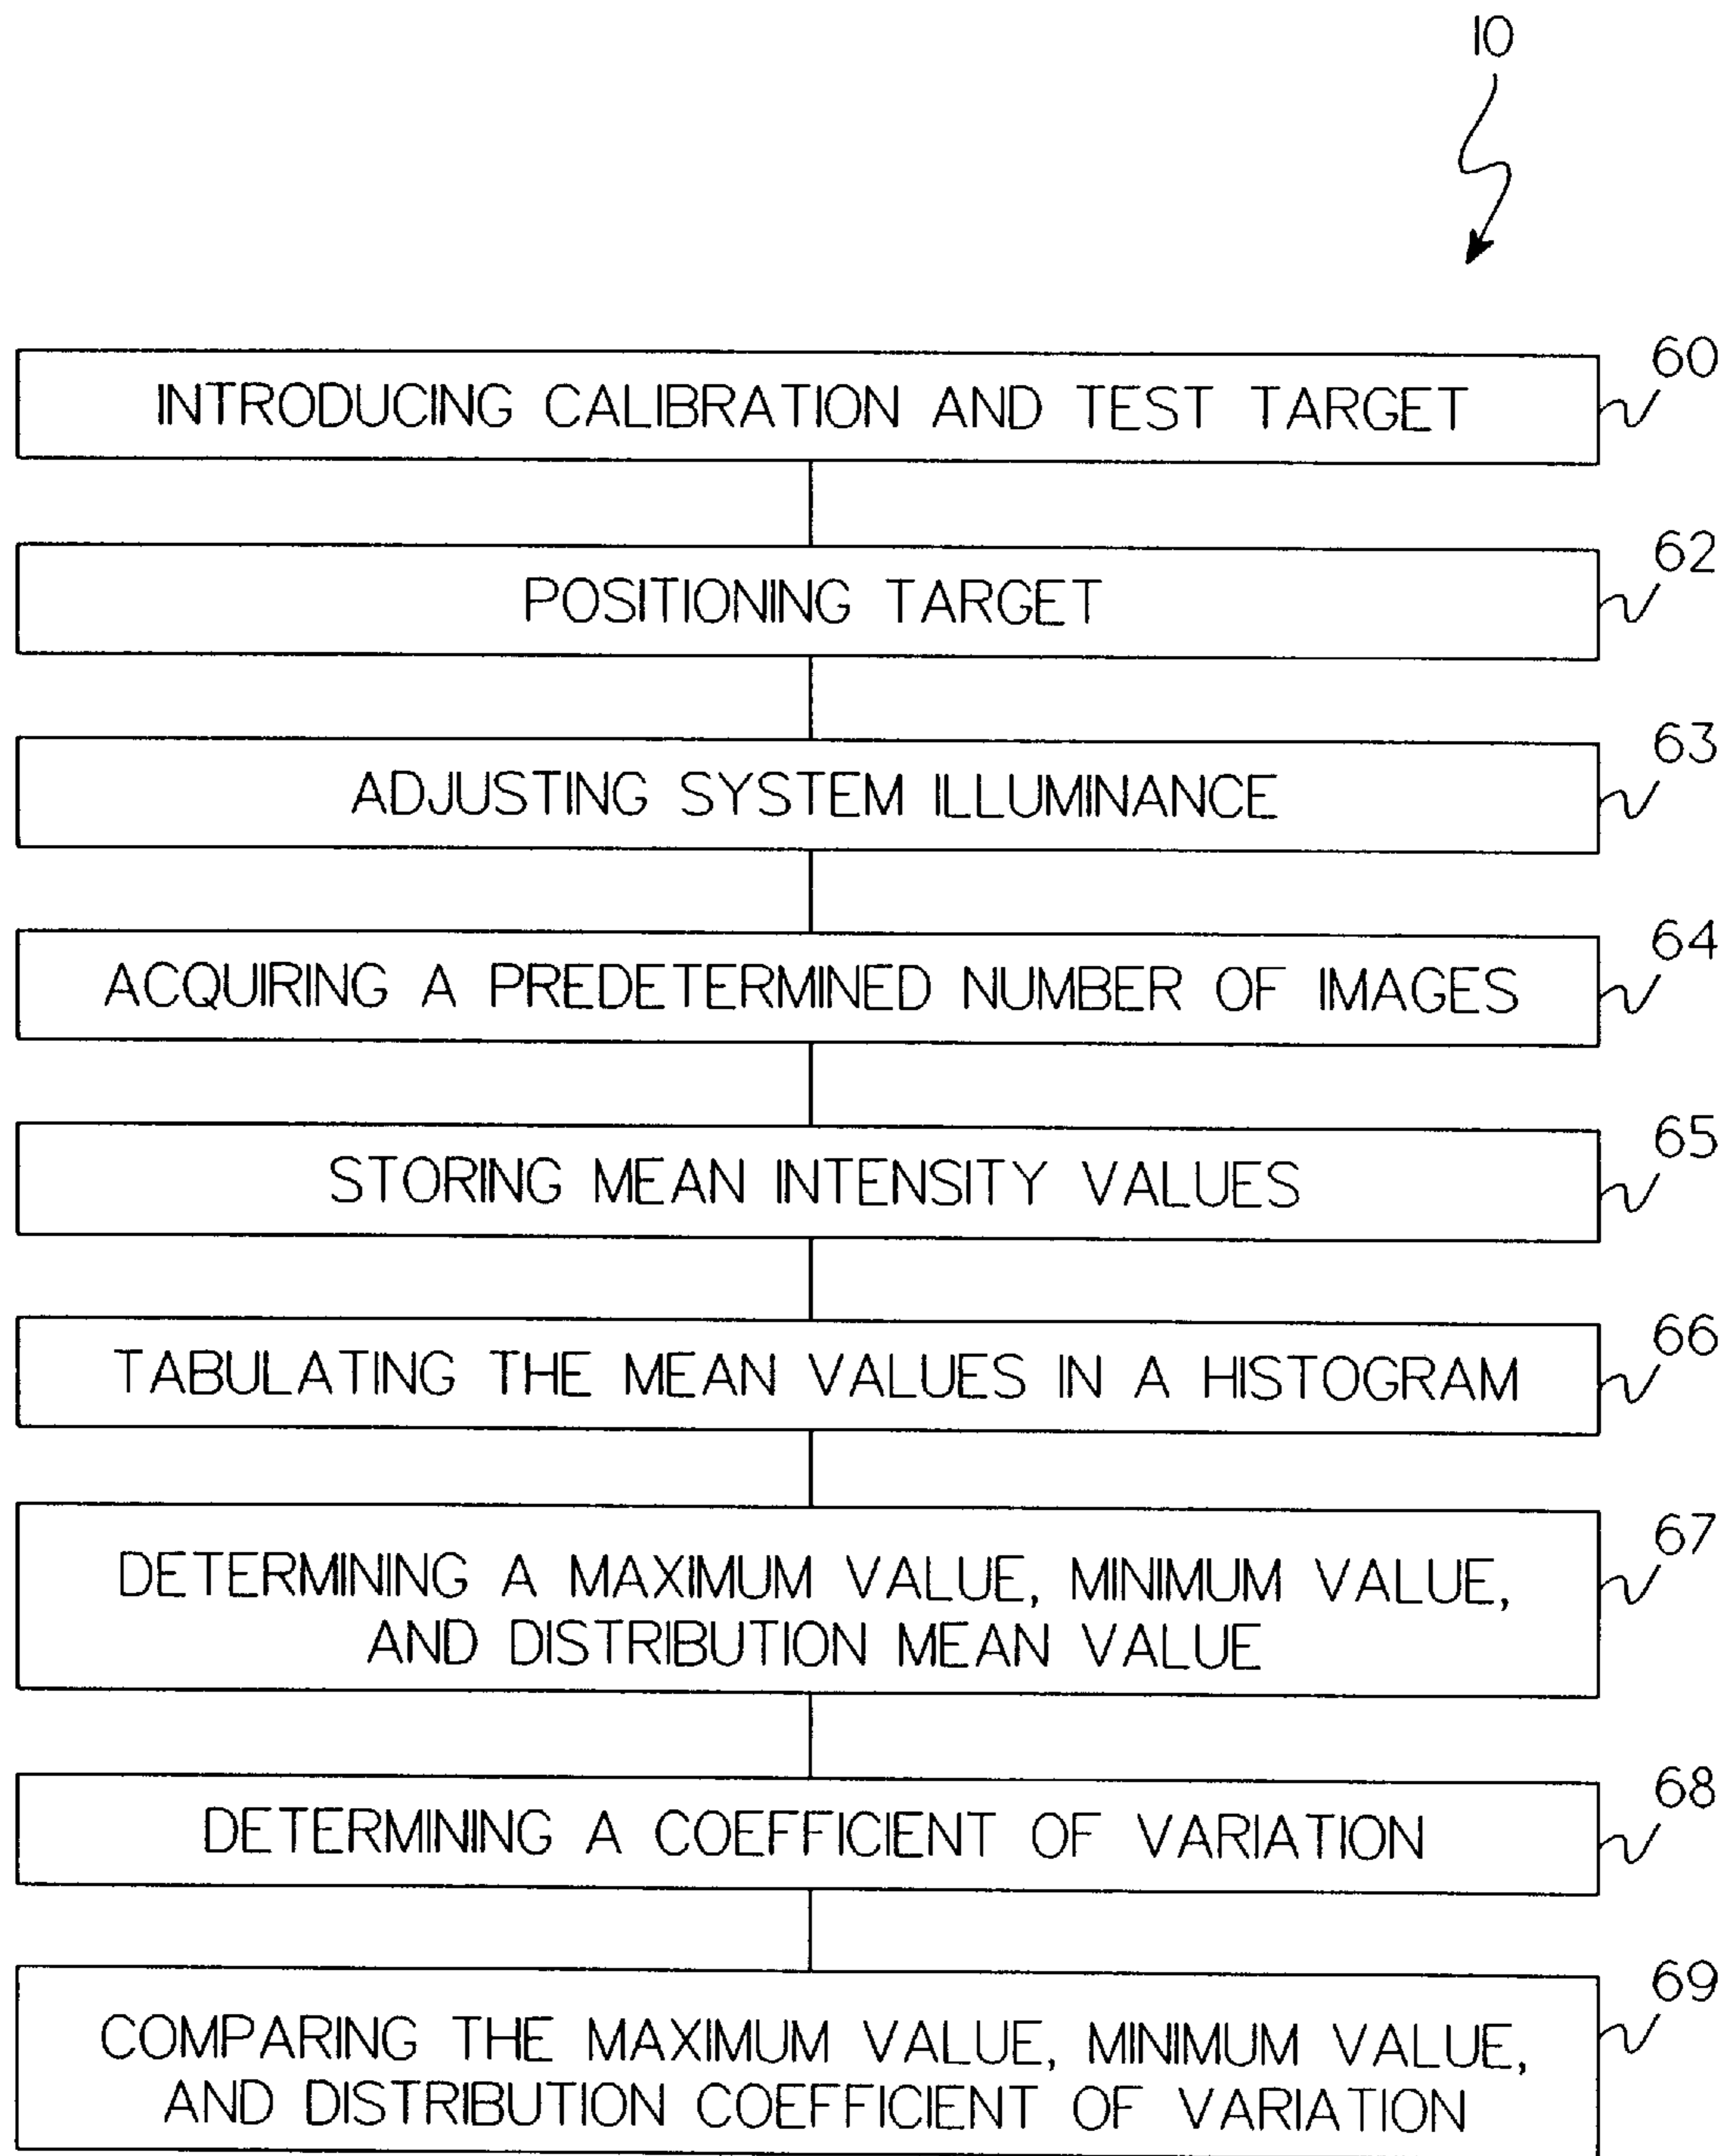 10
INTRODUCING CALIBRATION AND TEST TARGET
60
POSITIONING TARGET
62
ADJUSTING SYSTEM ILLUMINANCE
63
ACQUIRING A PREDETERMINED NUMBER OF IMAGES
64
STORING MEAN INTENSITY VALUES
65
TABULATING THE MEAN VALUES IN A HISTOGRAM
66
DETERMINING A MAXIMUM VALUE, MINIMUM VALUE,
AND DISTRIBUTION MEAN VALUE
67
DETERMINING A COEFFICIENT OF VARIATION
68
COMPARING THE MAXIMUM VALUE, MINIMUM VALUE,
AND DISTRIBUTION COEFFICIENT OF VARIATION
69